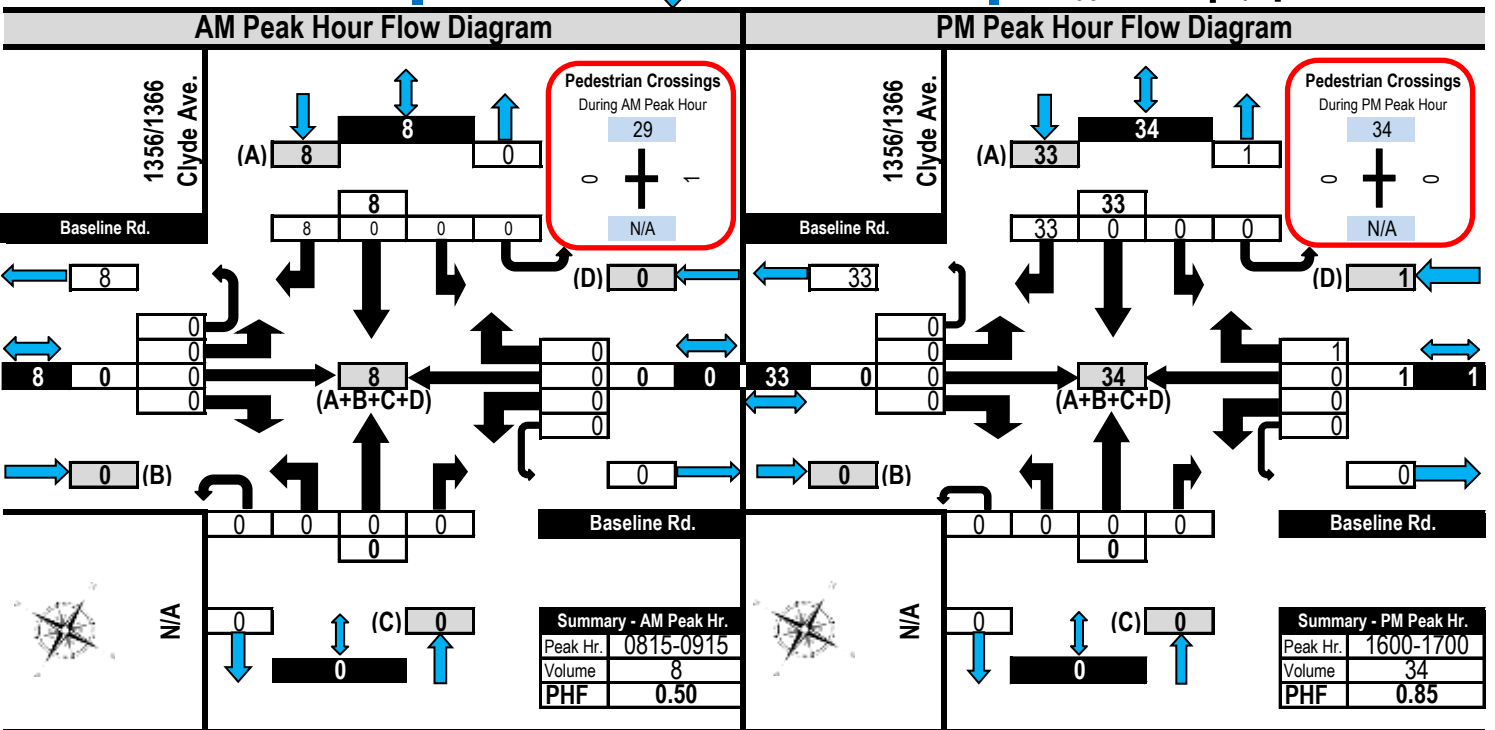 AM Peak Hour Flow Diagram
1356/1366
Clyde Ave.
Pedestrian Crossings
During AM Peak Hour
29
0
1
N/A
8
(A) 8
0
8
8 0 0 0
Baseline Rd.
8
(D) 0
0
0
8 0 0
0
8
(A+B+C+D)
0
0 0 0
0
0
0 (B)
0
0 0 0 0
0
Baseline Rd.
N/A
0
(C) 0
0
Summary - AM Peak Hr.
Peak Hr. 0815-0915
Volume 8
PHF 0.50
PM Peak Hour Flow Diagram
1356/1366
Clyde Ave.
Pedestrian Crossings
During PM Peak Hour
34
0
0
N/A
34
(A) 33
1
33
33 0 0 0
Baseline Rd.
33
(D) 1
0
0
33 0 0
0
34
(A+B+C+D)
1
0 1 1
0
0
0 (B)
0
0 0 0 0
0
Baseline Rd.
N/A
0
(C) 0
0
Summary - PM Peak Hr.
Peak Hr. 1600-1700
Volume 34
PHF 0.85